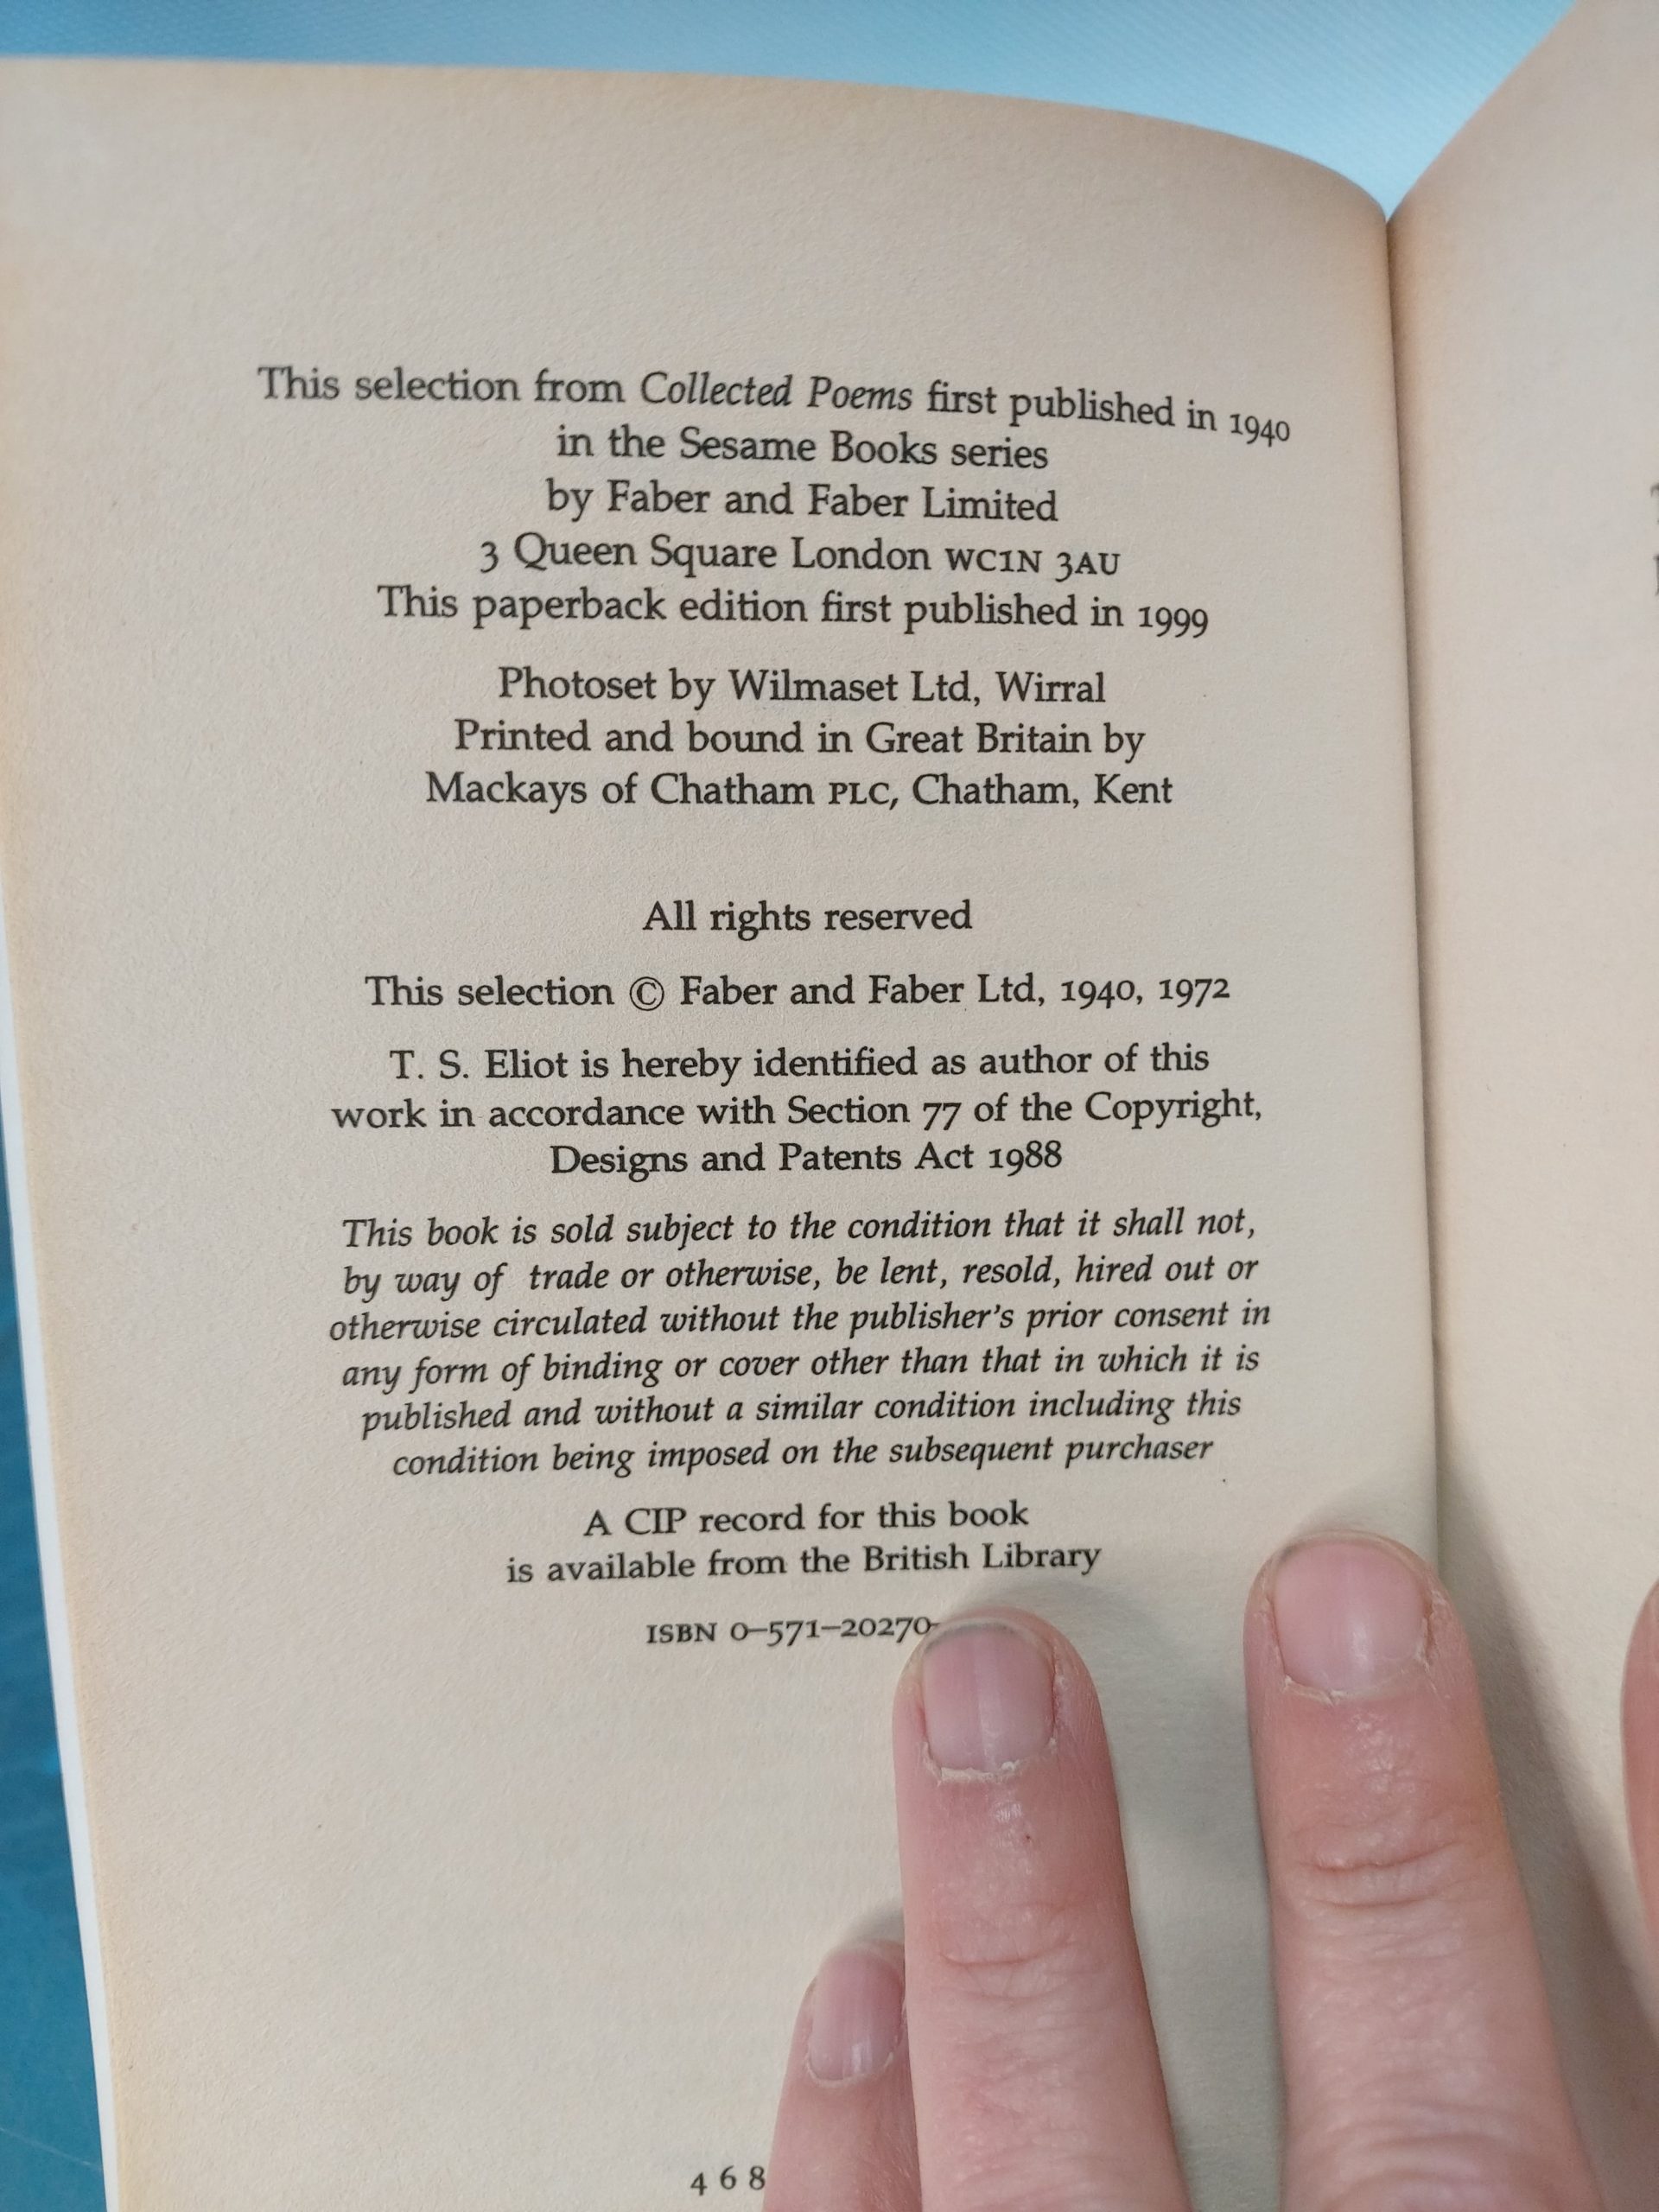 This selection from Collected Poems first published in 1940
in the Sesame Books series
by Faber and Faber Limited
3 Queen Square London WC1N 3AU
This paperback edition first published in 1999
Photoset by Wilmaset Ltd, Wirral
Printed and bound in Great Britain by
Mackays of Chatham PLC, Chatham, Kent
All rights reserved
This selection © Faber and Faber Ltd, 1940, 1972
T. S. Eliot is hereby identified as author of this
work in accordance with Section 77 of the Copyright,
Designs and Patents Act 1988
This book is sold subject to the condition that it shall not,
by way of trade or otherwise, be lent, resold, hired out or
otherwise circulated without the publisher's prior consent in
any form of binding or cover other than that in which it is
published and without a similar condition including this
condition being imposed on the subsequent purchaser
A CIP record for this book
is available from the British Library
ISBN 0–571–20270–
4 6 8